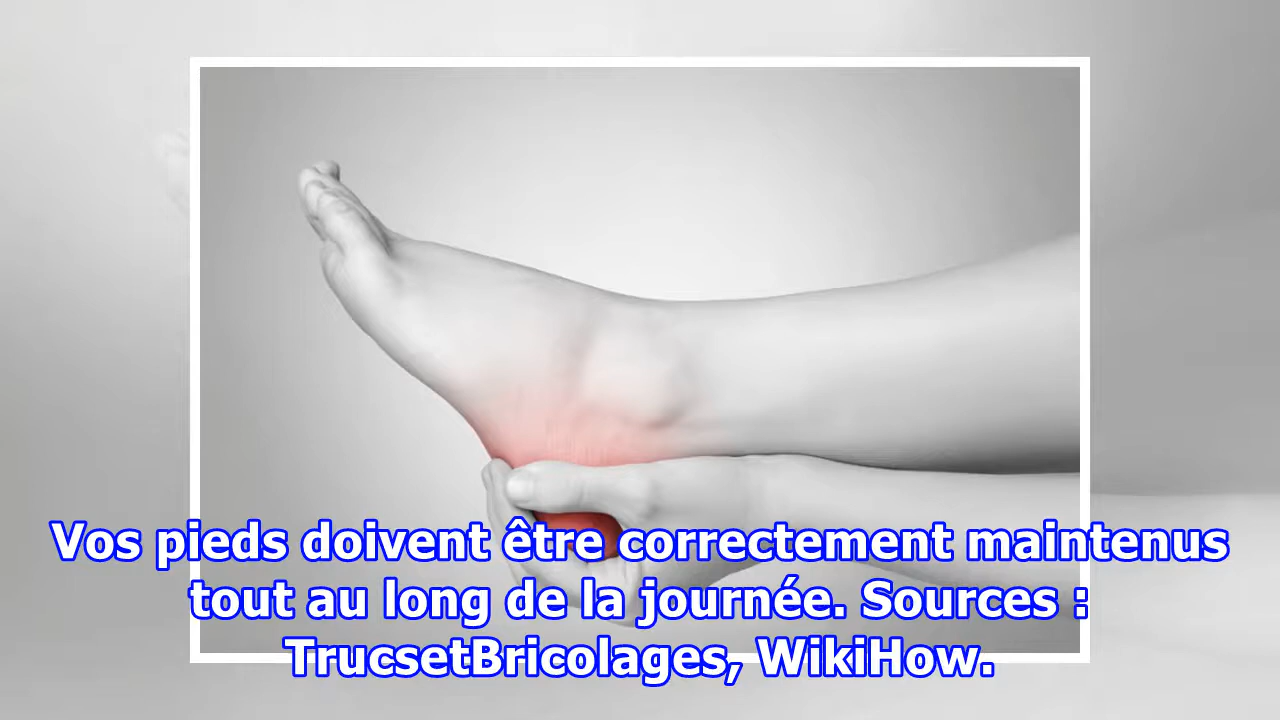 Vos pieds doivent être correctement maintenus
tout au long de la journée. Sources :
TrucsetBricolages, WikiHow.